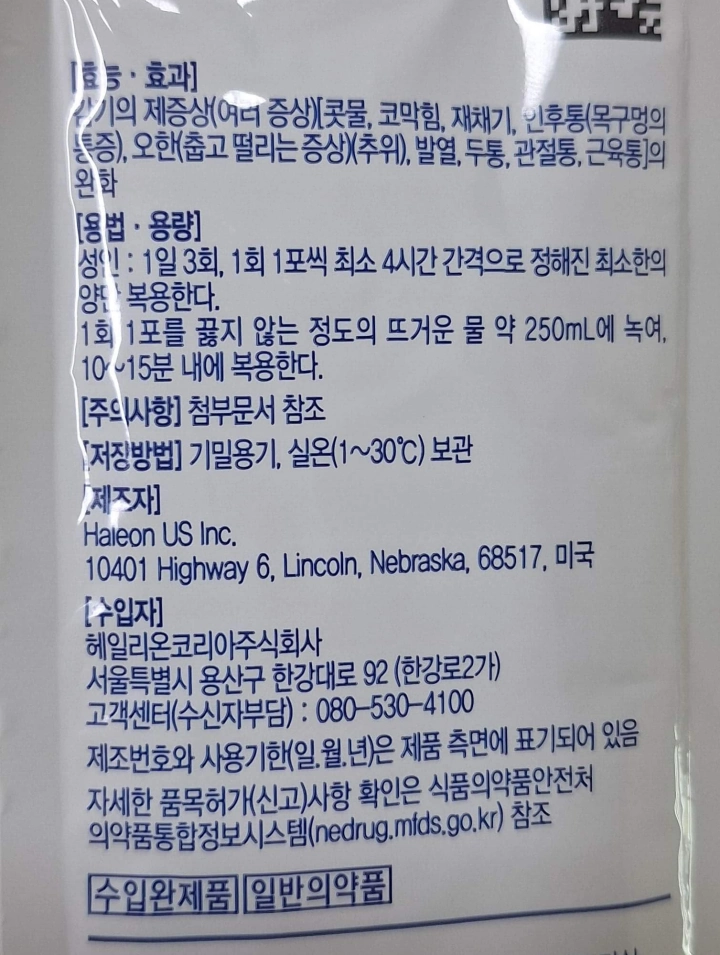 [효능 · 효과]
감기의 제증상(여러 증상)[콧물, 코막힘, 재채기, 인후통(목구멍의
통증), 오한(춥고 떨리는 증상)(추위), 발열, 두통, 관절통, 근육통]의
완화
[용법 · 용량]
성인 : 1일 3회, 1회 1포씩 최소 4시간 간격으로 정해진 최소한의
양만 복용한다.
1회 1포를 끓지 않는 정도의 뜨거운 물 약 250mL에 녹여,
10~15분 내에 복용한다.
[주의사항] 첨부문서 참조
[저장방법] 기밀용기, 실온(1~30℃) 보관
[제조자]
Haleon US Inc.
10401 Highway 6, Lincoln, Nebraska, 68517, 미국
[수입자]
헤일리온코리아주식회사
서울특별시 용산구 한강대로 92 (한강로2가)
고객센터(수신자부담) : 080-530-4100
제조번호와 사용기한(일.월.년)은 제품 측면에 표기되어 있음
자세한 품목허가(신고)사항 확인은 식품의약품안전처
의약품통합정보시스템(nedrug.mfds.go.kr) 참조
수입완제품 일반의약품